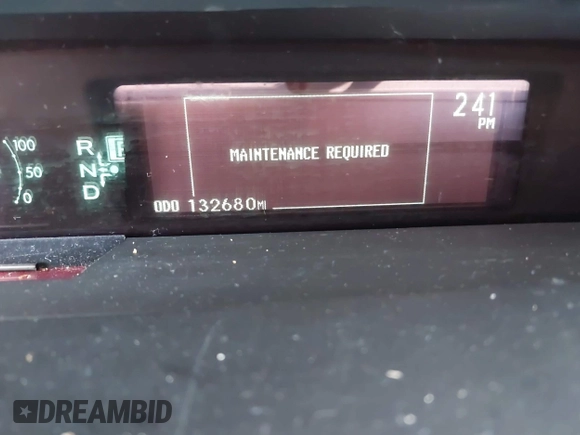 241
PM
100
50
0
R
N
D
MAINTENANCE REQUIRED
ODO 132680MI
DREAMBID